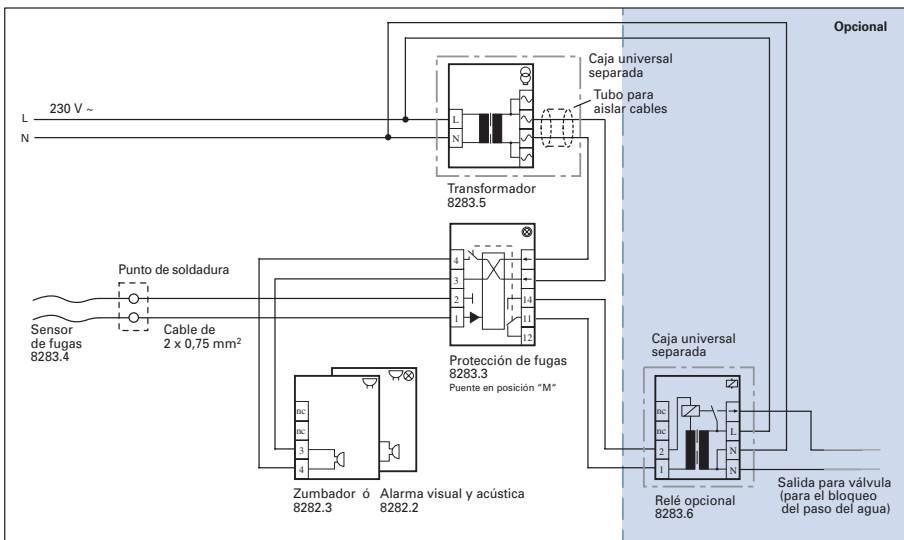 Opcional
Caja universal
separada
Tubo para
aislar cables
230 V ~
L
N
L
N
Transformador
8283.5
Punto de soldadura
4
3
2
1
14
11
12
Sensor
de fugas
8283.4
Cable de
2 x 0,75 mm²
Protección de fugas
8283.3
Puente en posición "M"
Caja universal
separada
nc
nc
3
4
nc
nc
2
1
L
N
N
Zumbador ó Alarma visual y acústica
8282.3 8282.2
Relé opcional
8283.6
Salida para válvula
(para el bloqueo
del paso del agua)